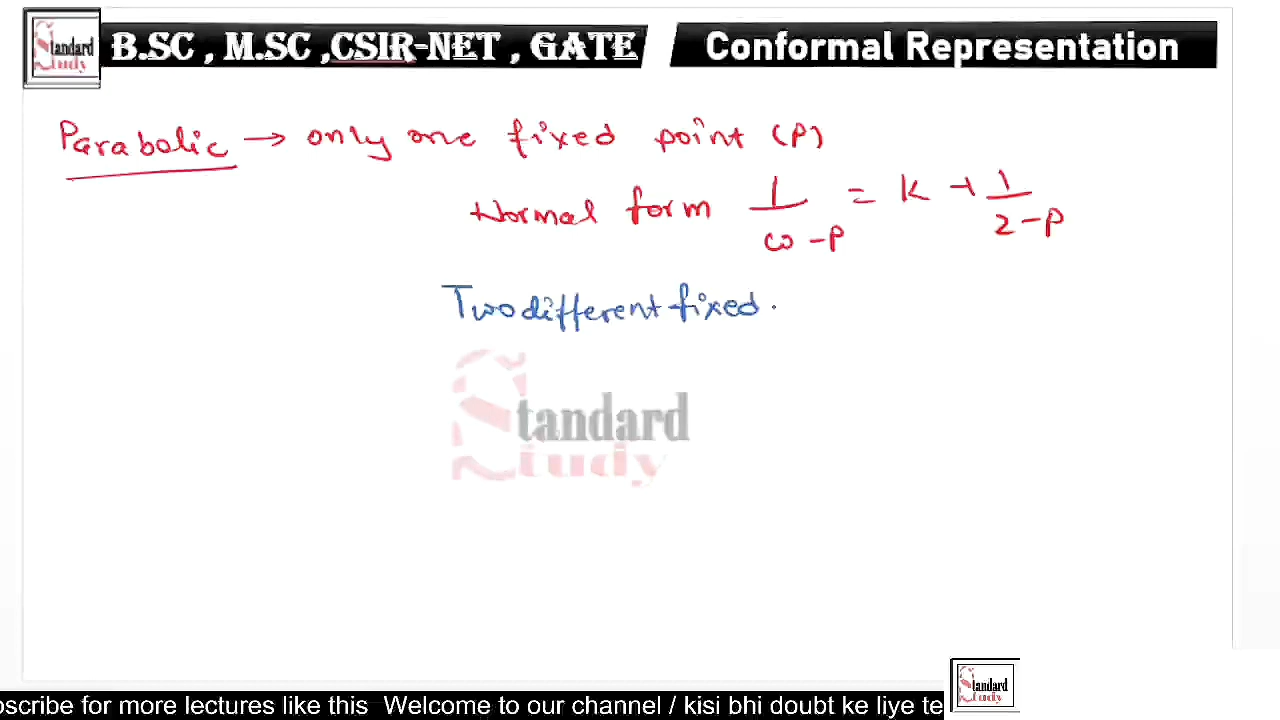 Standard Study
B.SC , M.SC ,CSIR-NET , GATE
Conformal Representation
Parabolic → only one fixed point (P)
Normal form 1/(ω-P) = K + 1/(z-P)
Two different fixed .
Standard Study
oscribe for more lectures like this Welcome to our channel / kisi bhi doubt ke liye te
Standard Study